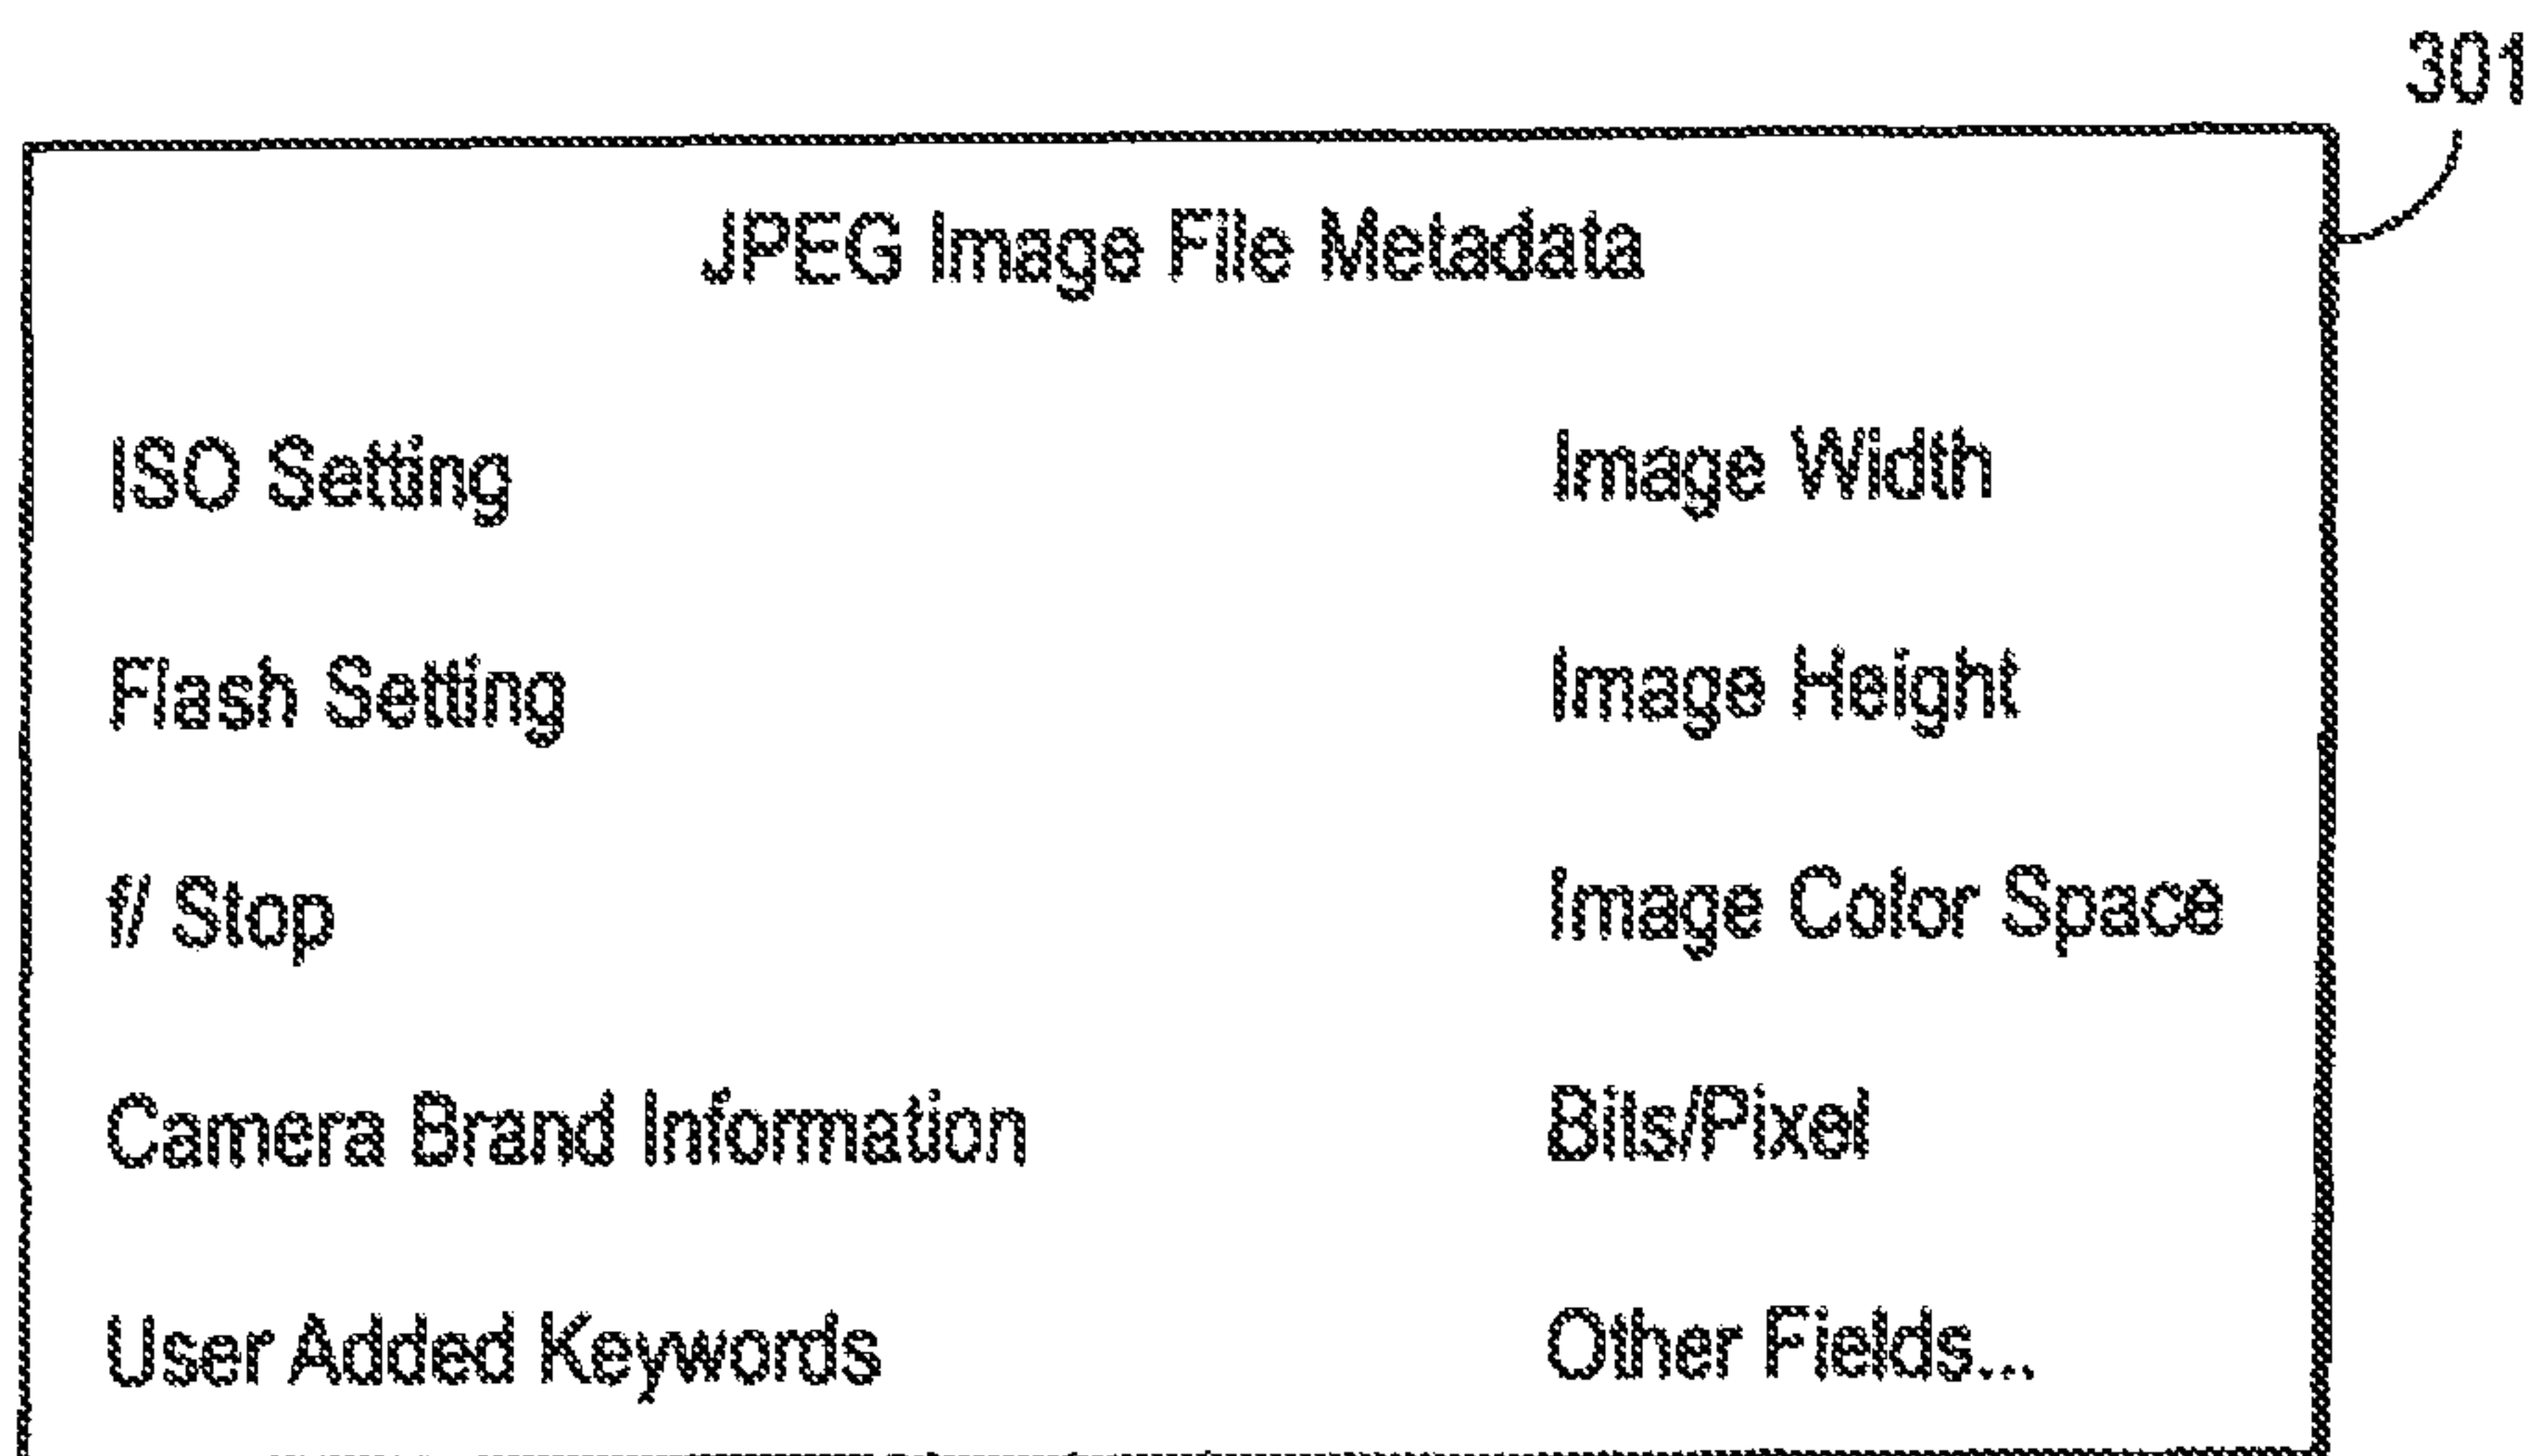 301
JPEG Image File Metadata
ISO Setting
Image Width
Flash Setting
Image Height
f/ Stop
Image Color Space
Camera Brand Information
Bits/Pixel
User Added Keywords
Other Fields...